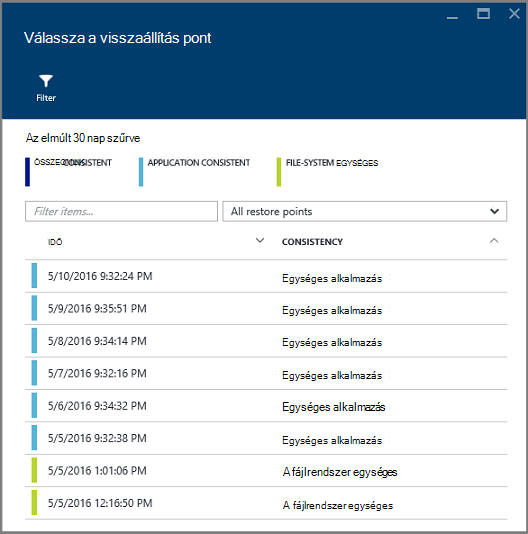 Válassza a visszaállítás pont
Filter
Az elmúlt 30 nap szűrve
CONSISTENT APPLICATION CONSISTENT FILE-SYSTEM EGYSÉGES
Filter items... All restore points
IDŐ CONSISTENCY
5/10/2016 9:32:24 PM Egységes alkalmazás
5/9/2016 9:35:51 PM Egységes alkalmazás
5/8/2016 9:34:14 PM Egységes alkalmazás
5/7/2016 9:32:16 PM Egységes alkalmazás
5/6/2016 9:34:32 PM Egységes alkalmazás
5/5/2016 9:32:38 PM Egységes alkalmazás
5/5/2016 1:01:06 PM A fájlrendszer egységes
5/5/2016 12:16:50 PM A fájlrendszer egységes